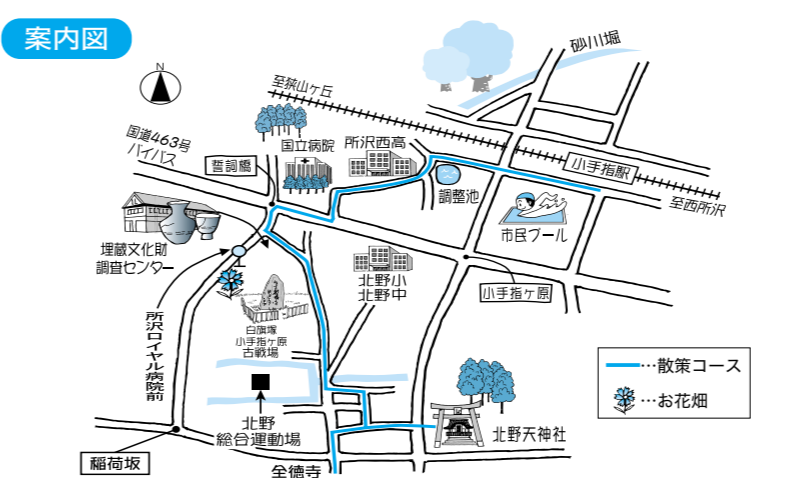 案内図
N
砂川堀
至狭山ヶ丘
国道463号
バイパス
誓詞橋
国立病院
所沢西高
小手指駅
至西所沢
調整池
市民プール
埋蔵文化財
調査センター
北野小
北野中
小手指ヶ原
所沢ロイヤル病院前
白旗塚
小手指ヶ原
古戦場
…散策コース
…お花畑
北野
総合運動場
北野天神社
稲荷坂
全徳寺